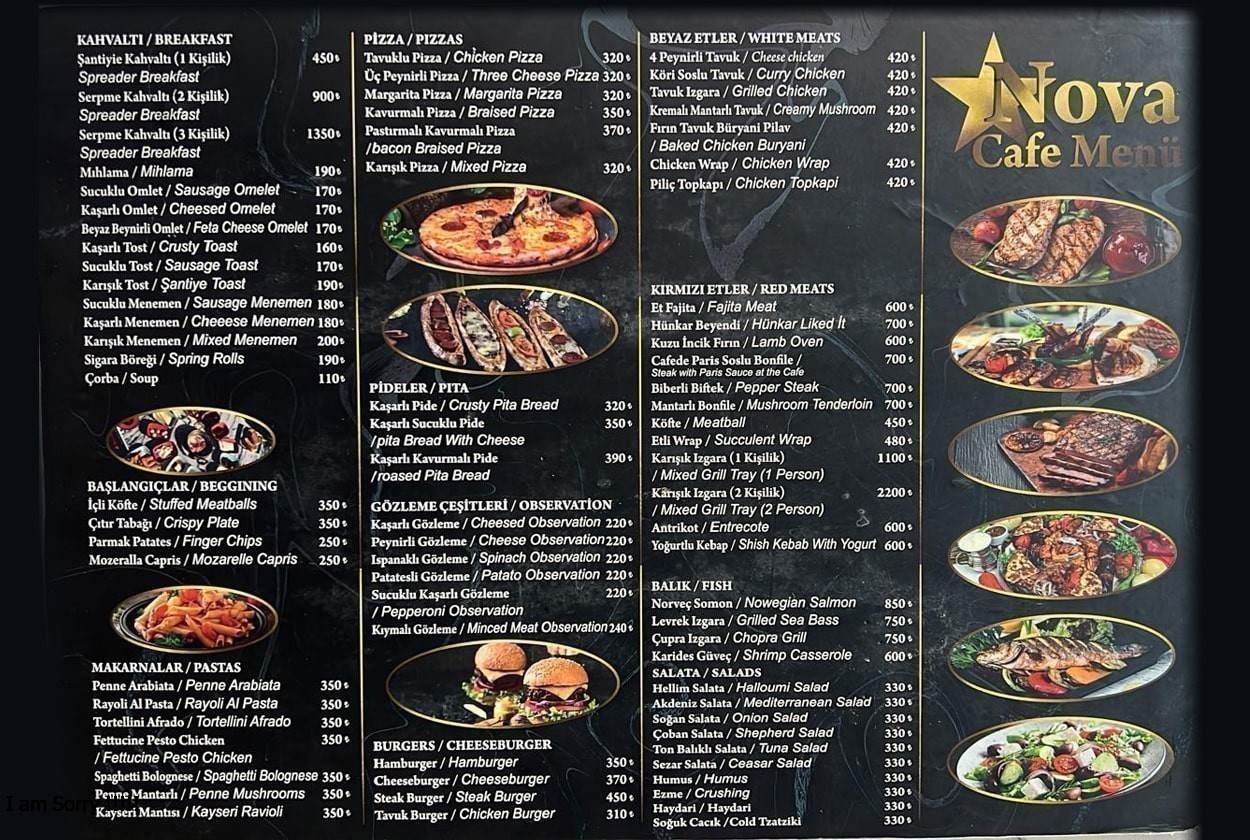 KAHVALTI / BREAKFAST
Şantiyie Kahvaltı (1 Kişilik) 450₺
Spreader Breakfast
Serpme Kahvaltı (2 Kişilik) 900₺
Spreader Breakfast
Serpme Kahvaltı (3 Kişilik) 1350₺
Spreader Breakfast
Mıhlama / Mihlama 190₺
Sucuklu Omlet / Sausage Omelet 170₺
Kaşarlı Omlet / Cheesed Omelet 170₺
Beyaz Beynirli Omlet / Feta Cheese Omelet 170₺
Kaşarlı Tost / Crusty Toast 160₺
Sucuklu Tost / Sausage Toast 170₺
Karışık Tost / Şantiye Toast 190₺
Sucuklu Menemen / Sausage Menemen 180₺
Kaşarlı Menemen / Cheeese Menemen 180₺
Karışık Menemen / Mixed Menemen 200₺
Sigara Böreği / Spring Rolls 190₺
Çorba / Soup 110₺
BAŞLANGIÇLAR / BEGGINING
İçli Köfte / Stuffed Meatballs 350₺
Çıtır Tabağı / Crispy Plate 350₺
Parmak Patates / Finger Chips 250₺
Mozeralla Capris / Mozarelle Capris 250₺
MAKARNALAR / PASTAS
Penne Arabiata / Penne Arabiata 350₺
Rayoli Al Pasta / Rayoli Al Pasta 350₺
Tortellini Afrado / Tortellini Afrado 350₺
Fettucine Pesto Chicken 350₺
/ Fettucine Pesto Chicken
Spaghetti Bolognese / Spaghetti Bolognese 350₺
Penne Mantarlı / Penne Mushrooms 350₺
Kayseri Mantısı / Kayseri Ravioli 350₺
PİZZA / PIZZAS
Tavuklu Pizza / Chicken Pizza 320₺
Üç Peynirli Pizza / Three Cheese Pizza 320₺
Margarita Pizza / Margarita Pizza 320₺
Kavurmalı Pizza / Braised Pizza 350₺
Pastırmalı Kavurmalı Pizza 370₺
/bacon Braised Pizza
Karışık Pizza / Mixed Pizza 320₺
PİDELER / PITA
Kaşarlı Pide / Crusty Pita Bread 320₺
Kaşarlı Sucuklu Pide 350₺
/pita Bread With Cheese
Kaşarlı Kavurmalı Pide 390₺
/roased Pita Bread
GÖZLEME ÇEŞİTLERİ / OBSERVATİON
Kaşarlı Gözleme / Cheesed Observation 220₺
Peynirli Gözleme / Cheese Observation 220₺
Ispanaklı Gözleme / Spinach Observation 220₺
Patatesli Gözleme / Patato Observation 220₺
Sucuklu Kaşarlı Gözleme 220₺
/ Pepperoni Observation
Kıymalı Gözleme / Minced Meat Observation 240₺
BURGERS / CHEESEBURGER
Hamburger / Hamburger 350₺
Cheeseburger / Cheeseburger 370₺
Steak Burger / Steak Burger 450₺
Tavuk Burger / Chicken Burger 310₺
BEYAZ ETLER / WHITE MEATS
4 Peynirli Tavuk / Cheese chicken 420₺
Köri Soslu Tavuk / Curry Chicken 420₺
Tavuk Izgara / Grilled Chicken 420₺
Kremalı Mantarlı Tavuk / Creamy Mushroom 420₺
Fırın Tavuk Büryani Pilav 420₺
/ Baked Chicken Buryani
Chicken Wrap / Chicken Wrap 420₺
Piliç Topkapı / Chicken Topkapi 420₺
KIRMIZI ETLER / RED MEATS
Et Fajita / Fajita Meat 600₺
Hünkar Beyendi / Hünkar Liked İt 700₺
Kuzu İncik Fırın / Lamb Oven 600₺
Cafede Paris Soslu Bonfile / 700₺
Steak with Paris Sauce at the Cafe
Biberli Biftek / Pepper Steak 700₺
Mantarlı Bonfile / Mushroom Tenderloin 700₺
Köfte / Meatball 450₺
Etli Wrap / Succulent Wrap 480₺
Karışık Izgara (1 Kişilik) 1100₺
/ Mixed Grill Tray (1 Person)
Karışık Izgara (2 Kişilik) 2200₺
/ Mixed Grill Tray (2 Person)
Antrikot / Entrecote 600₺
Yoğurtlu Kebap / Shish Kebab With Yogurt 600₺
BALIK / FISH
Norveç Somon / Nowegian Salmon 850₺
Levrek Izgara / Grilled Sea Bass 750₺
Çupra Izgara / Chopra Grill 750₺
Karides Güveç / Shrimp Casserole 600₺
SALATA / SALADS
Hellim Salata / Halloumi Salad 330₺
Akdeniz Salata / Mediterranean Salad 330₺
Soğan Salata / Onion Salad 330₺
Çoban Salata / Shepherd Salad 330₺
Ton Balıklı Salata / Tuna Salad 330₺
Sezar Salata / Ceasar Salad 330₺
Humus / Humus 330₺
Ezme / Crushing 330₺
Haydari / Haydari 330₺
Soğuk Cacık /Cold Tzatziki 330₺
Nova
Cafe Menü
I am Sorry